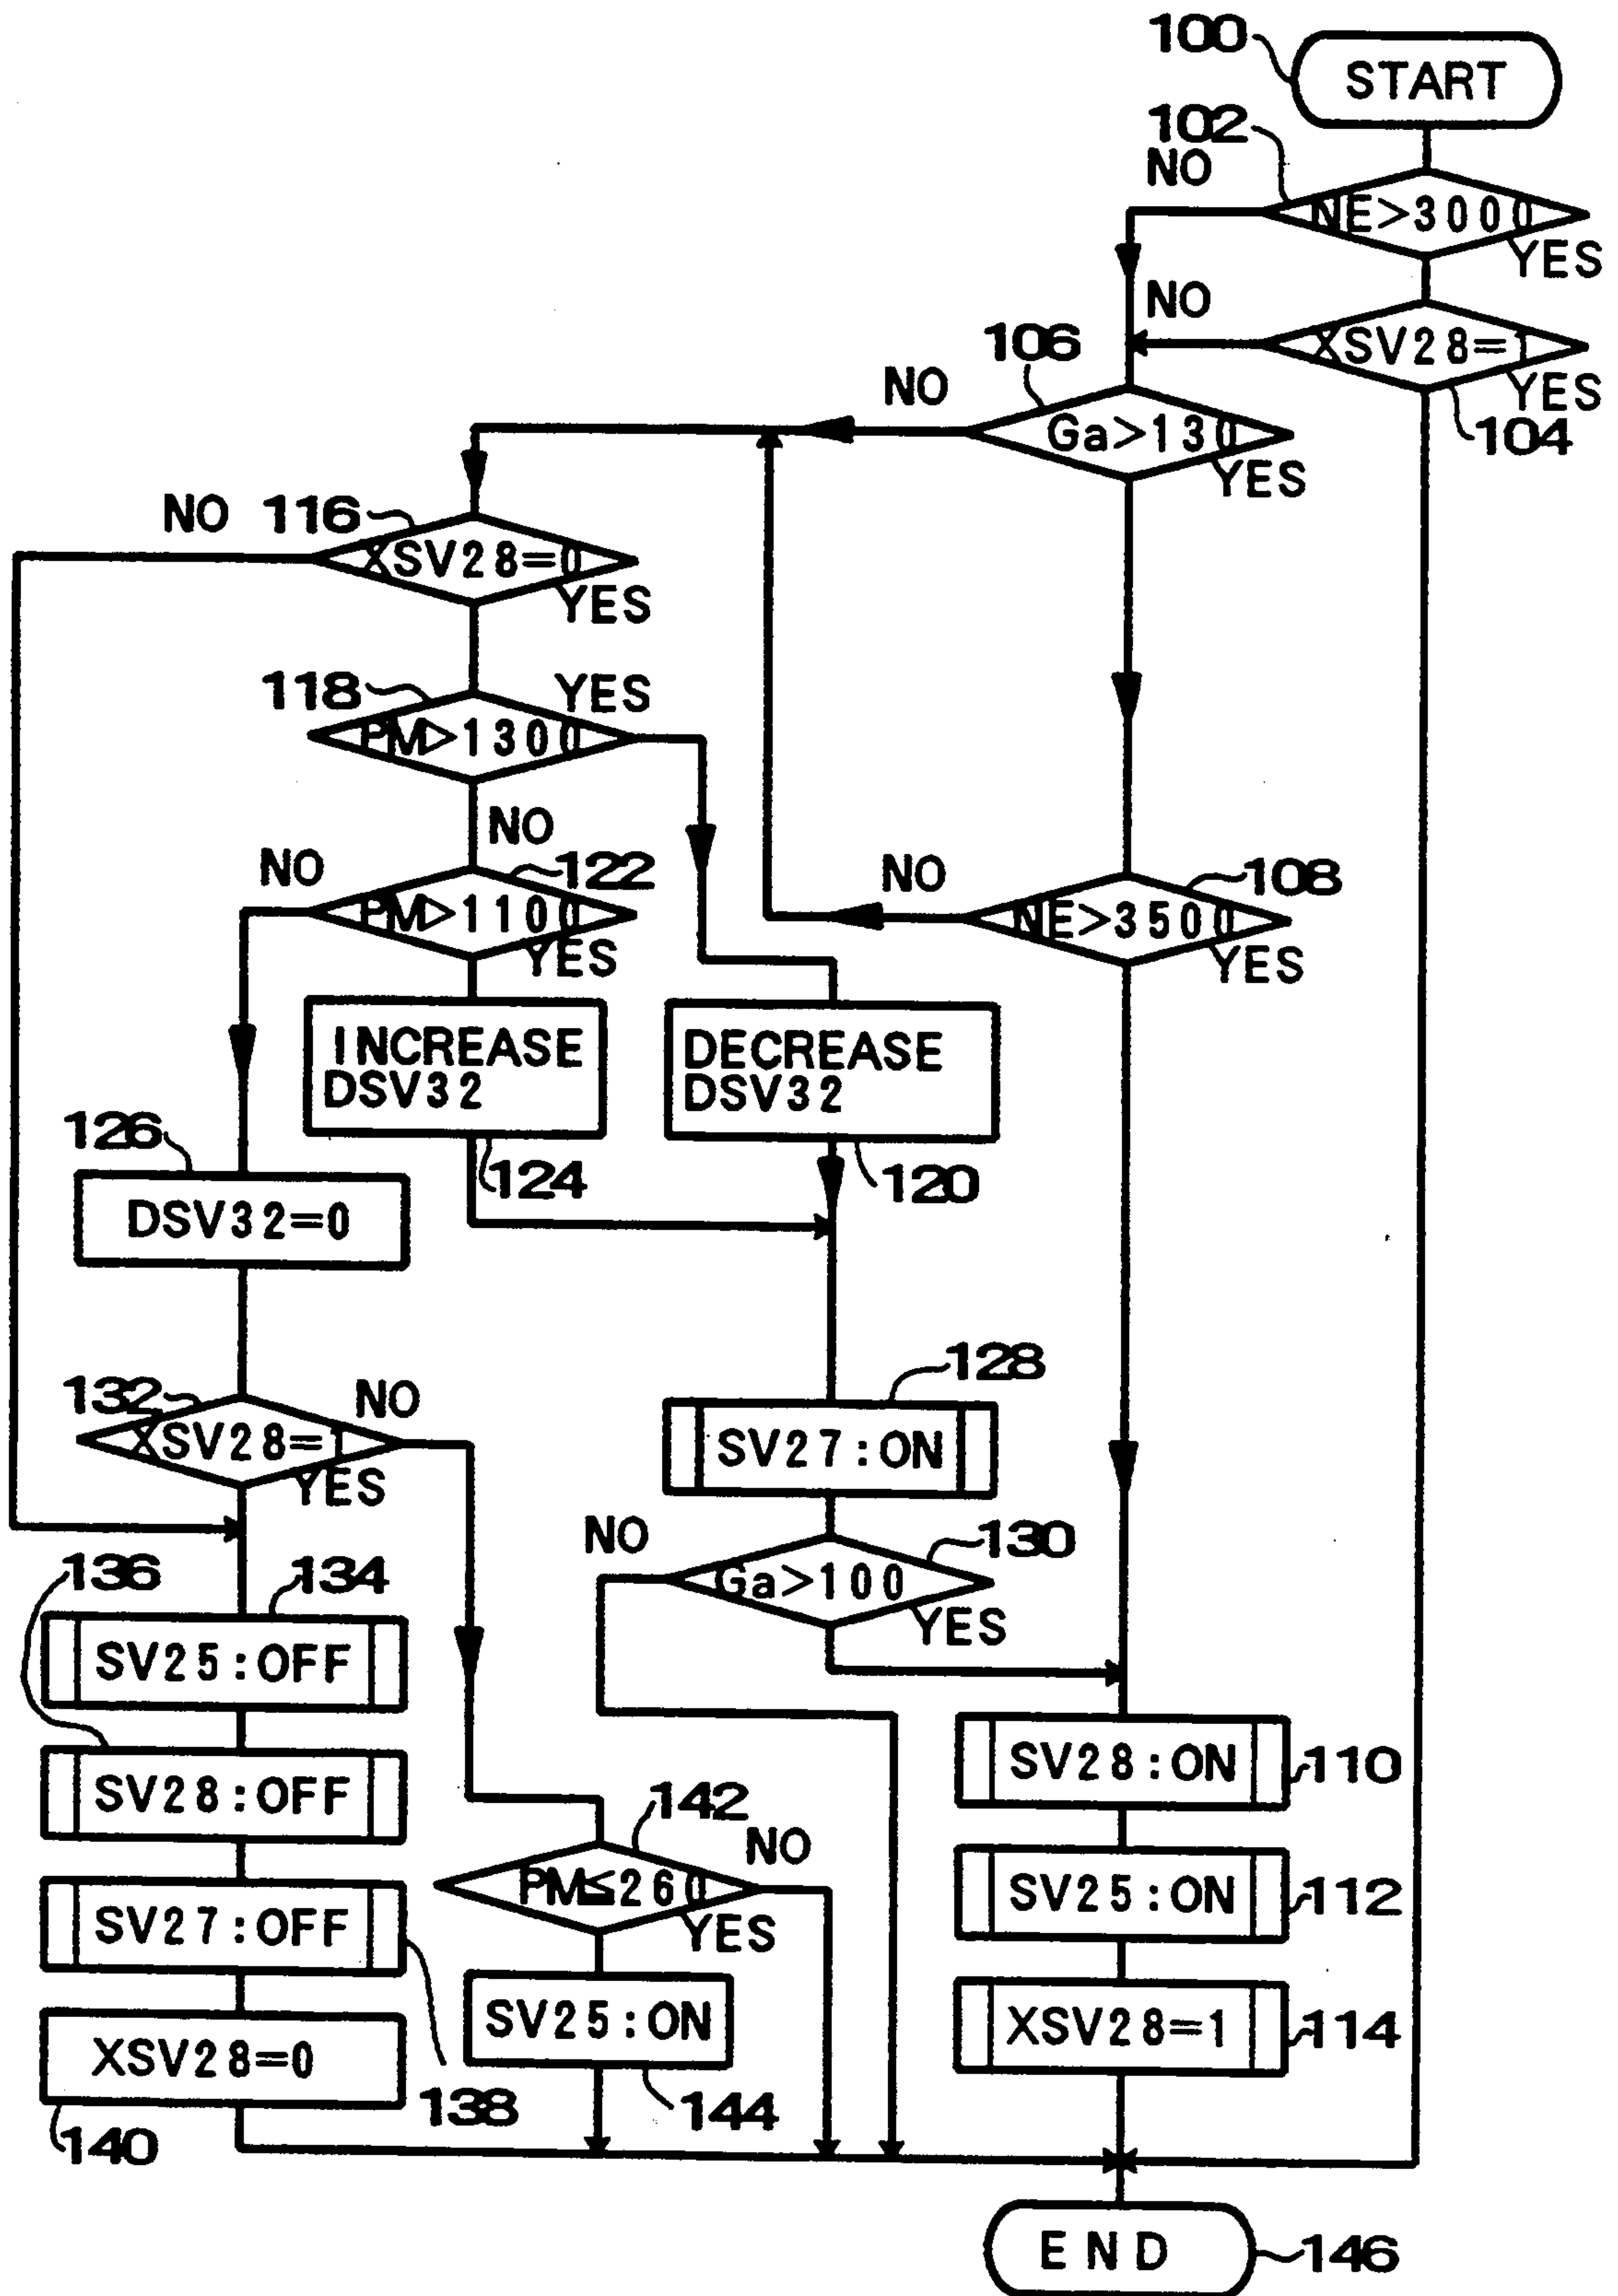 100
START
102
NO
NE>3000
YES
NO
XSV28=1
YES
104
106
NO
Ga>130
YES
NO
116
XSV28=0
YES
118
YES
PM>1300
NO
NO
122
PM>1100
YES
NO
108
NE>3500
YES
INCREASE
DSV32
124
DECREASE
DSV32
120
126
DSV32=0
132
NO
XSV28=1
YES
128
SV27:ON
NO
130
Ga>100
YES
136
134
SV25:OFF
SV28:OFF
SV27:OFF
138
XSV28=0
140
142
NO
PM≦260
YES
SV25:ON
144
SV28:ON
110
SV25:ON
112
XSV28=1
114
END
146